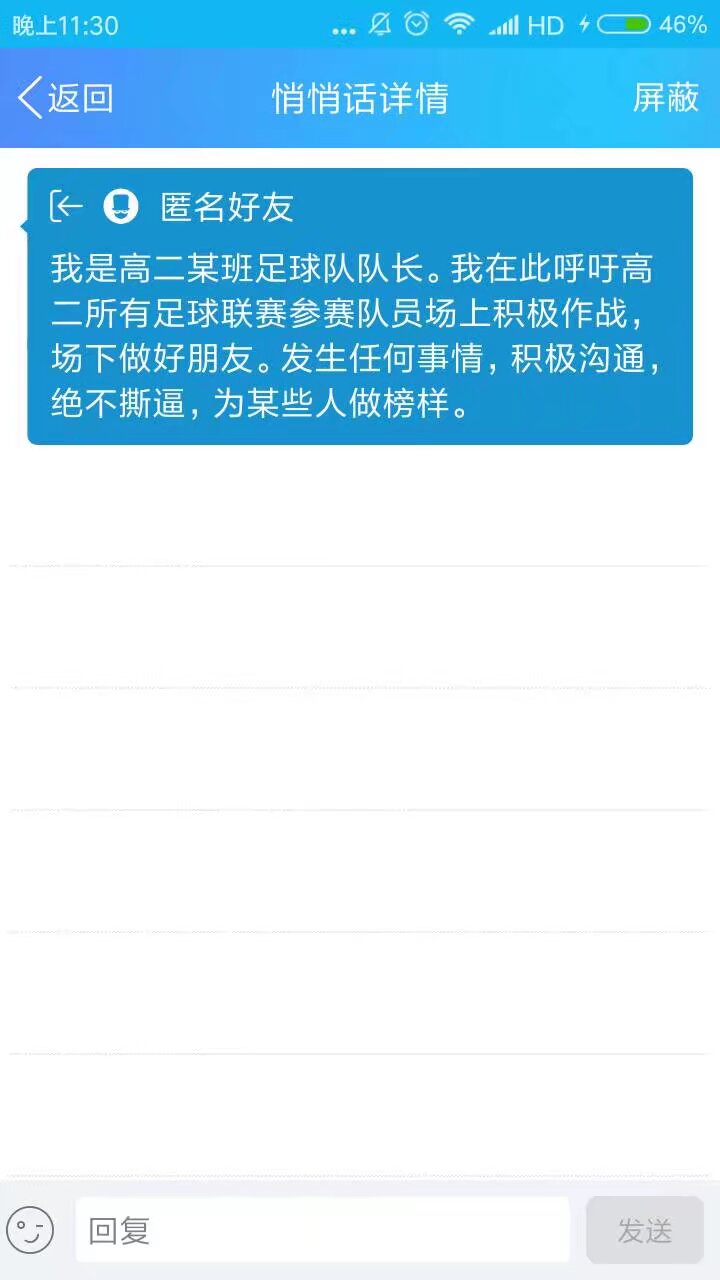 晚上11:30 ... HD 46%
返回 悄悄话详情 屏蔽
匿名好友
我是高二某班足球队队长。我在此呼吁高
二所有足球联赛参赛队员场上积极作战，
场下做好朋友。发生任何事情，积极沟通，
绝不撕逼，为某些人做榜样。
回复 发送